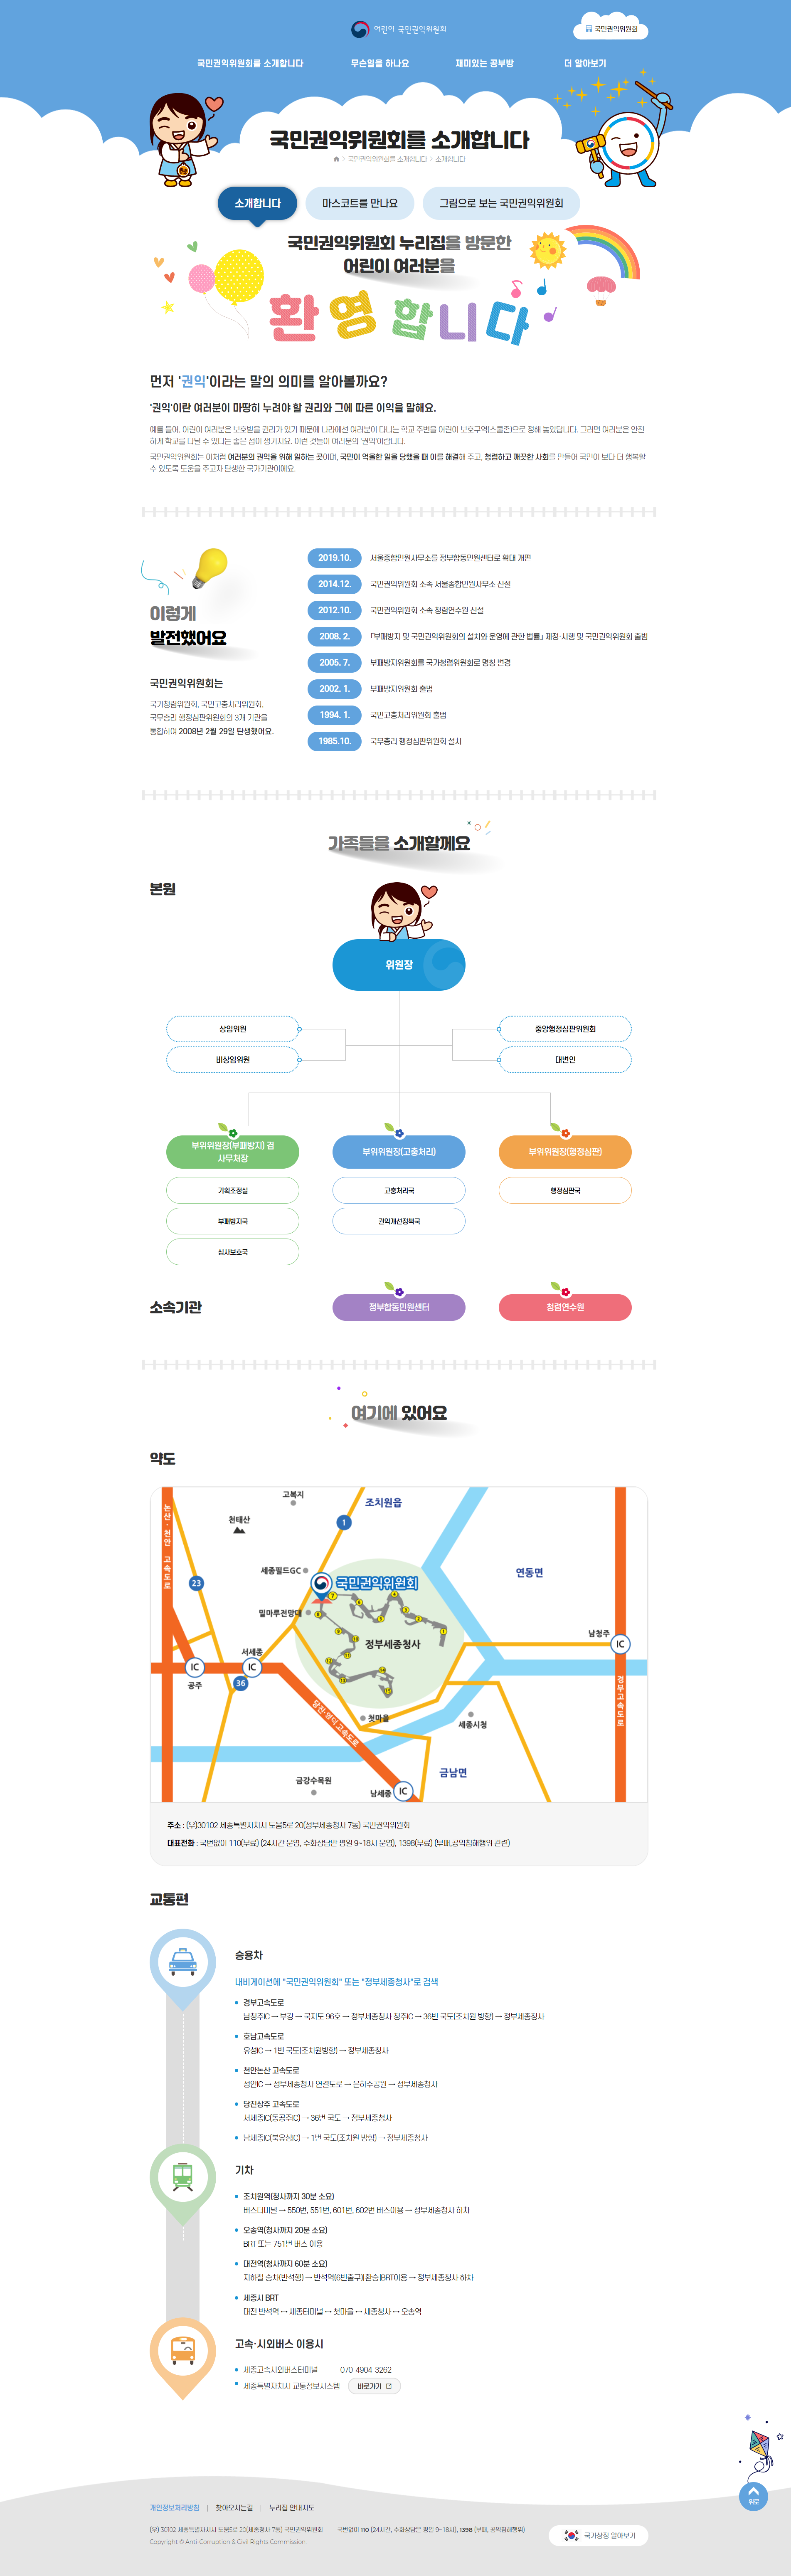 어린이 국민권익위원회
국민권익위원회
국민권익위원회를 소개합니다
무슨일을 하나요
재미있는 공부방
더 알아보기
국민권익위원회를 소개합니다
국민권익위원회를 소개합니다 > 소개합니다
소개합니다
마스코트를 만나요
그림으로 보는 국민권익위원회
국민권익위원회 누리집을 방문한
어린이 여러분을
환영합니다
먼저 '권익'이라는 말의 의미를 알아볼까요?
'권익'이란 여러분이 마땅히 누려야 할 권리와 그에 따른 이익을 말해요.
예를 들어, 어린이 여러분은 보호받을 권리가 있기 때문에 나라에선 여러분이 다니는 학교 주변을 어린이 보호구역(스쿨존)으로 정해 놓았답니다. 그러면 여러분은 안전
하게 학교를 다닐 수 있다는 좋은 점이 생기지요. 이런 것들이 여러분의 '권익'이랍니다.
국민권익위원회는 이처럼 여러분의 권익을 위해 일하는 곳이며, 국민이 억울한 일을 당했을 때 이를 해결해 주고, 청렴하고 깨끗한 사회를 만들어 국민이 보다 더 행복할
수 있도록 도움을 주고자 탄생한 국가기관이에요.
이렇게
발전했어요
국민권익위원회는
국가청렴위원회, 국민고충처리위원회,
국무총리 행정심판위원회의 3개 기관을
통합하여 2008년 2월 29일 탄생했어요.
2019.10. 서울종합민원사무소를 정부합동민원센터로 확대 개편
2014.12. 국민권익위원회 소속 서울종합민원사무소 신설
2012.10. 국민권익위원회 소속 청렴연수원 신설
2008. 2. 「부패방지 및 국민권익위원회의 설치와 운영에 관한 법률」 제정·시행 및 국민권익위원회 출범
2005. 7. 부패방지위원회를 국가청렴위원회로 명칭 변경
2002. 1. 부패방지위원회 출범
1994. 1. 국민고충처리위원회 출범
1985.10. 국무총리 행정심판위원회 설치
가족들을 소개할께요
본원
위원장
상임위원
중앙행정심판위원회
비상임위원
대변인
부위위원장(부패방지) 겸
사무처장
부위위원장(고충처리)
부위위원장(행정심판)
기획조정실
고충처리국
행정심판국
부패방지국
권익개선정책국
심사보호국
소속기관
정부합동민원센터
청렴연수원
여기에 있어요
약도
논산·천안 고속도로
고복지
조치원읍
천태산
1
세종필드GC
23
국민권익위원회
연동면
밀마루전망대
정부세종청사
남청주
IC
서세종
IC
IC
공주
36
당진-영덕 고속도로
경부고속도로
첫마을
세종시청
금강수목원
금남면
남세종
IC
주소 : (우)30102 세종특별자치시 도움5로 20(정부세종청사 7동) 국민권익위원회
대표전화 : 국번없이 110(무료) (24시간 운영, 수화상담만 평일 9~18시 운영), 1398(무료) (부패,공익침해행위 관련)
교통편
승용차
내비게이션에 "국민권익위원회" 또는 "정부세종청사"로 검색
경부고속도로
남청주IC → 부강 → 국지도 96호 → 정부세종청사 청주IC → 36번 국도(조치원 방향) → 정부세종청사
호남고속도로
유성IC → 1번 국도(조치원방향) → 정부세종청사
천안논산 고속도로
정안IC → 정부세종청사 연결도로 → 은하수공원 → 정부세종청사
당진상주 고속도로
서세종IC(동공주IC) → 36번 국도 → 정부세종청사
남세종IC(북유성IC) → 1번 국도(조치원 방향) → 정부세종청사
기차
조치원역(청사까지 30분 소요)
버스터미널 → 550번, 551번, 601번, 602번 버스이용 → 정부세종청사 하차
오송역(청사까지 20분 소요)
BRT 또는 751번 버스 이용
대전역(청사까지 60분 소요)
지하철 승차(반석행) → 반석역(6번출구)[환승]BRT이용 → 정부세종청사 하차
세종시 BRT
대전 반석역 ↔ 세종터미널 ↔ 첫마을 ↔ 세종청사 ↔ 오송역
고속·시외버스 이용시
세종고속시외버스터미널 070-4904-3262
세종특별자치시 교통정보시스템 바로가기
위로
개인정보처리방침
찾아오시는길
누리집 안내지도
(우) 30102 세종특별자치시 도움5로 20(세종청사 7동) 국민권익위원회 국번없이 110 (24시간, 수화상담은 평일 9~18시), 1398 (부패, 공익침해행위)
Copyright © Anti-Corruption & Civil Rights Commission.
국가상징 알아보기